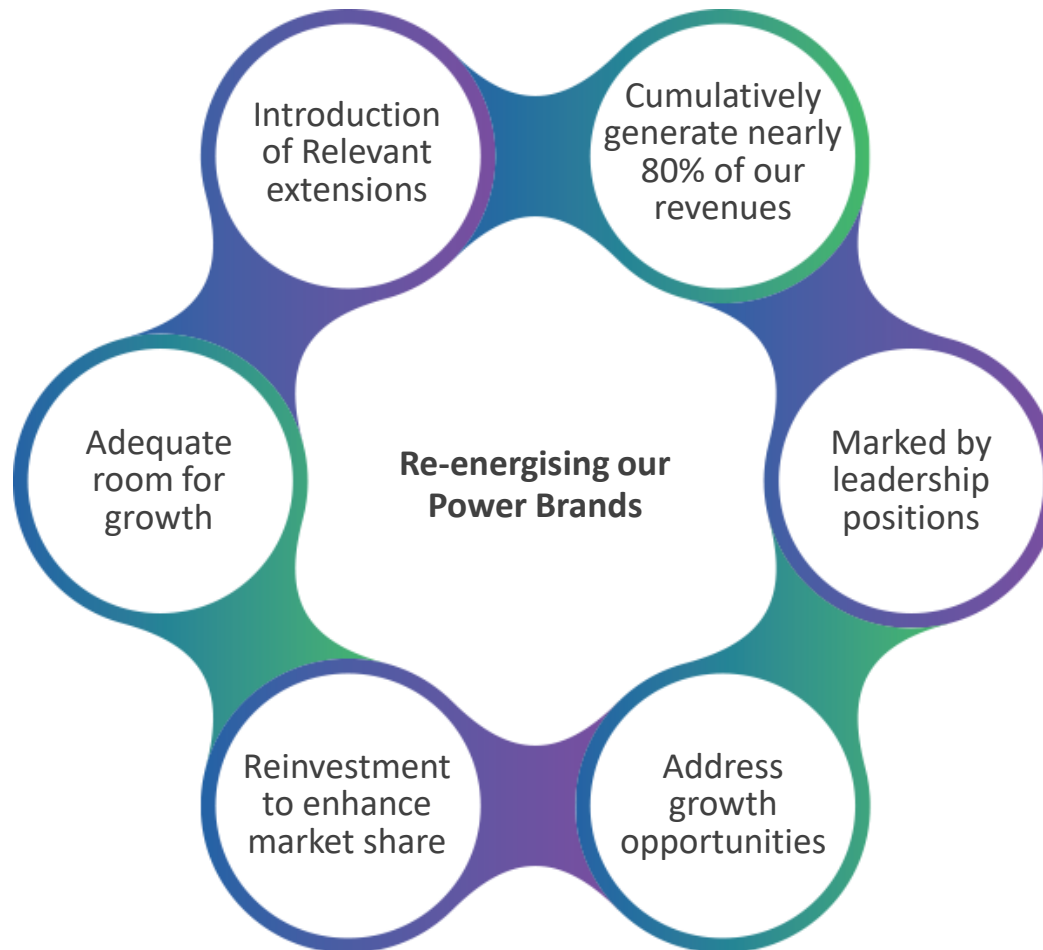 Introduction
of Relevant
extensions
Cumulatively
generate nearly
80% of our
revenues
Adequate
room for
growth
Re-energising our
Power Brands
Marked by
leadership
positions
Reinvestment
to enhance
market share
Address
growth
opportunities